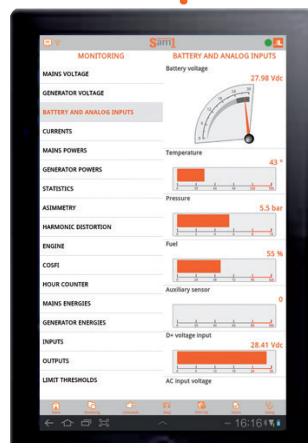 Sam1
MONITORING
MAINS VOLTAGE
GENERATOR VOLTAGE
BATTERY AND ANALOG INPUTS
CURRENTS
MAINS POWERS
GENERATOR POWERS
STATISTICS
ASIMMETRY
HARMONIC DISTORTION
ENGINE
COSFI
HOUR COUNTER
MAINS ENERGIES
GENERATOR ENERGIES
INPUTS
OUTPUTS
LIMIT THRESHOLDS
BATTERY AND ANALOG INPUTS
Battery voltage
27.98 Vdc
Temperature
43 °
Pressure
5.5 bar
Fuel
55 %
Auxiliary sensor
0
D+ voltage input
28.41 Vdc
AC input voltage
16:16